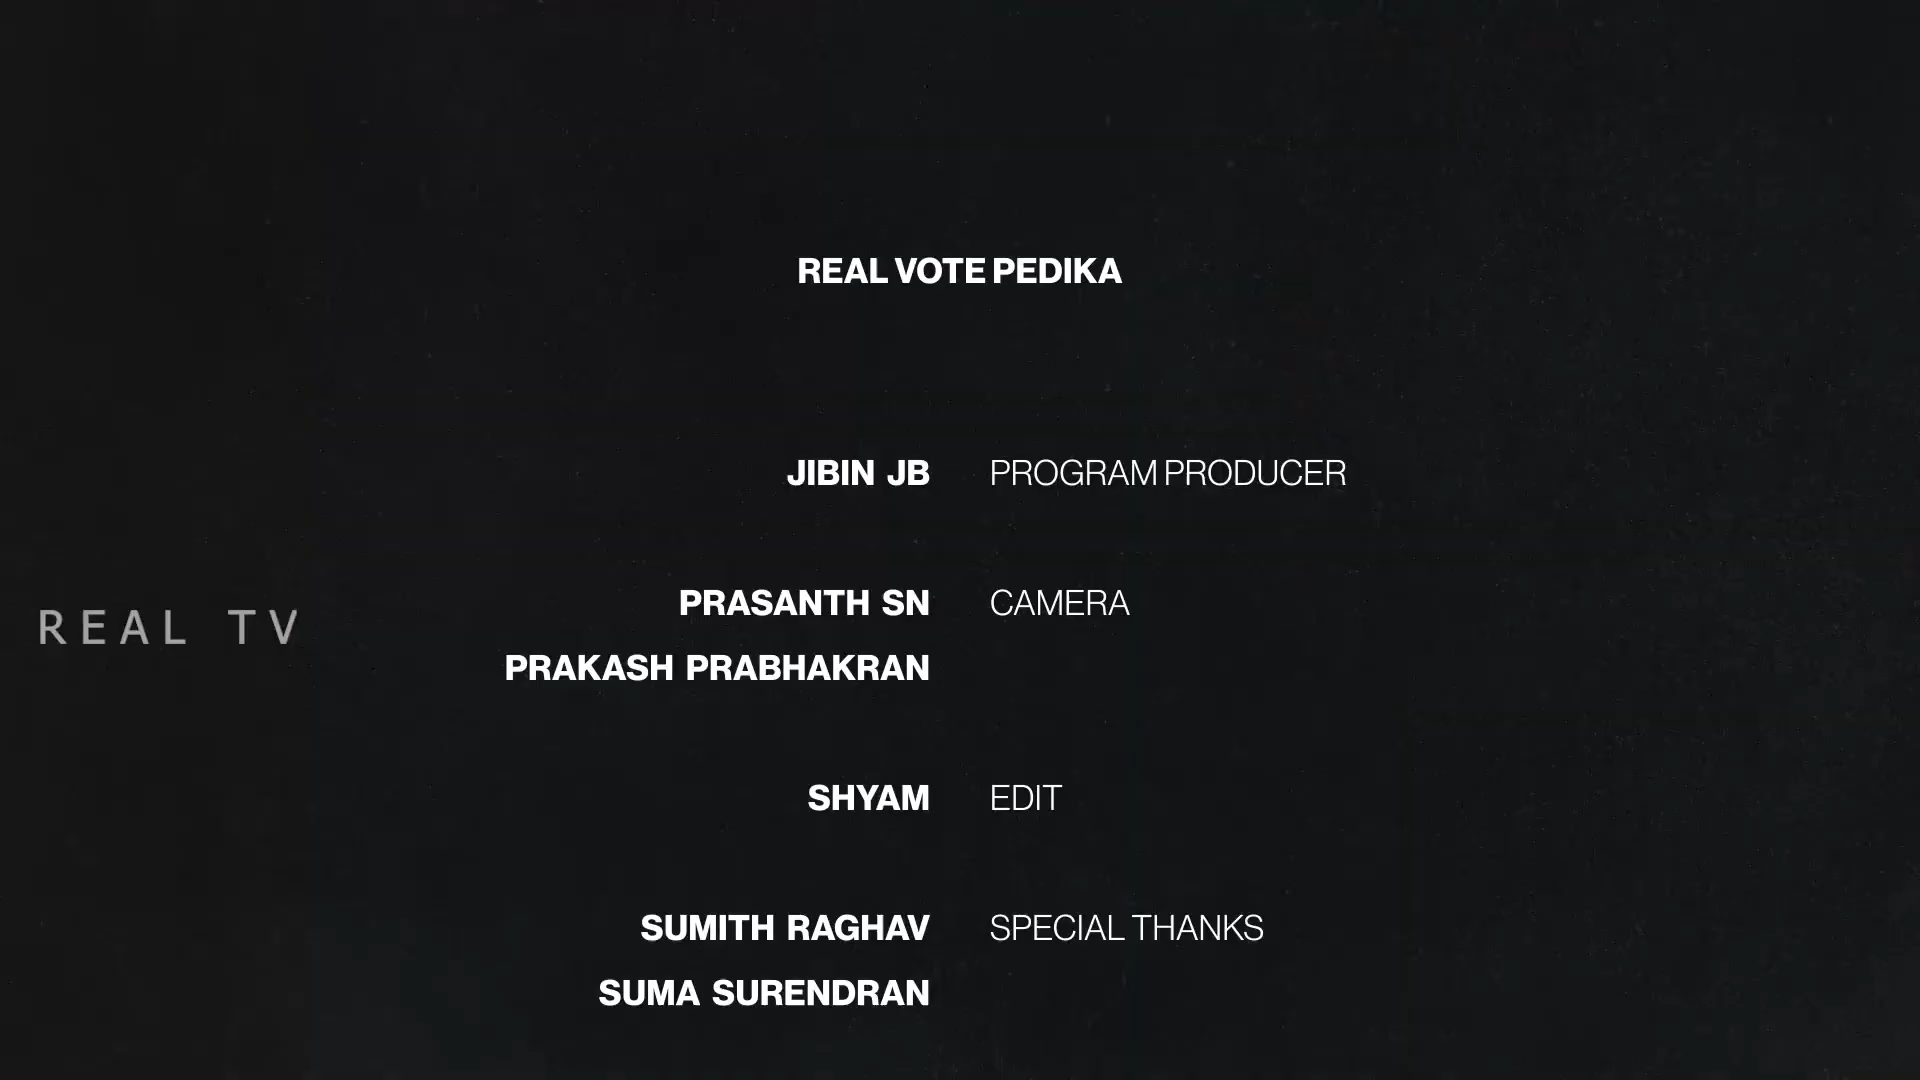 REAL VOTE PEDIKA
JIBIN JB PROGRAM PRODUCER
PRASANTH SN CAMERA
REAL TV
PRAKASH PRABHAKRAN
SHYAM EDIT
SUMITH RAGHAV SPECIAL THANKS
SUMA SURENDRAN